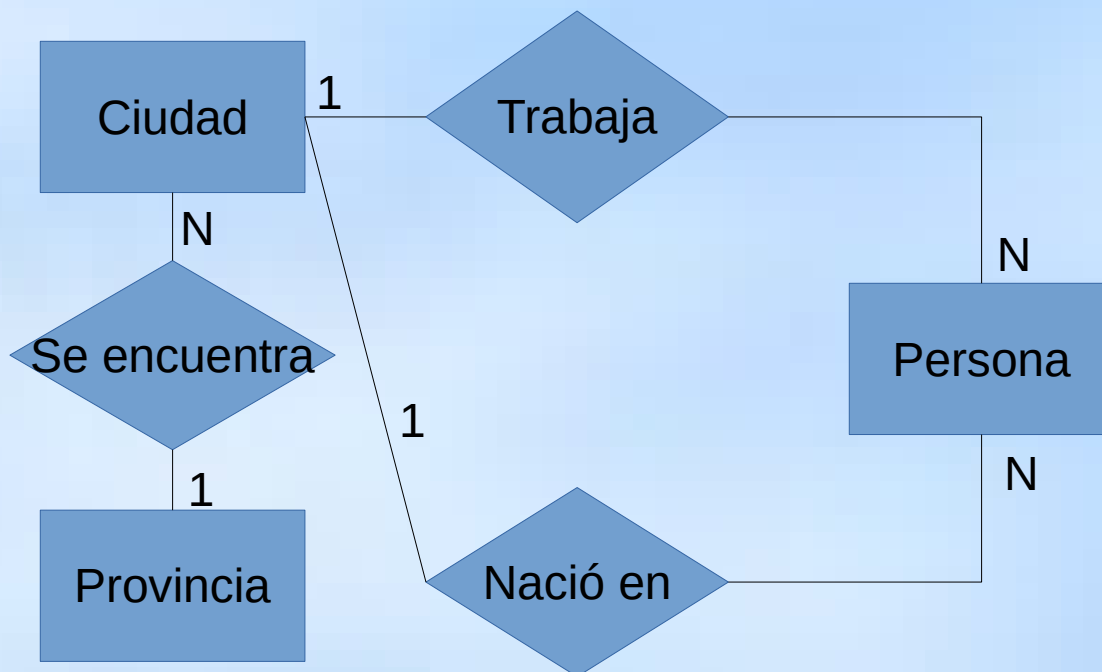 Ciudad
1
Trabaja
N
N
Se encuentra
Persona
1
N
1
Provincia
Nació en